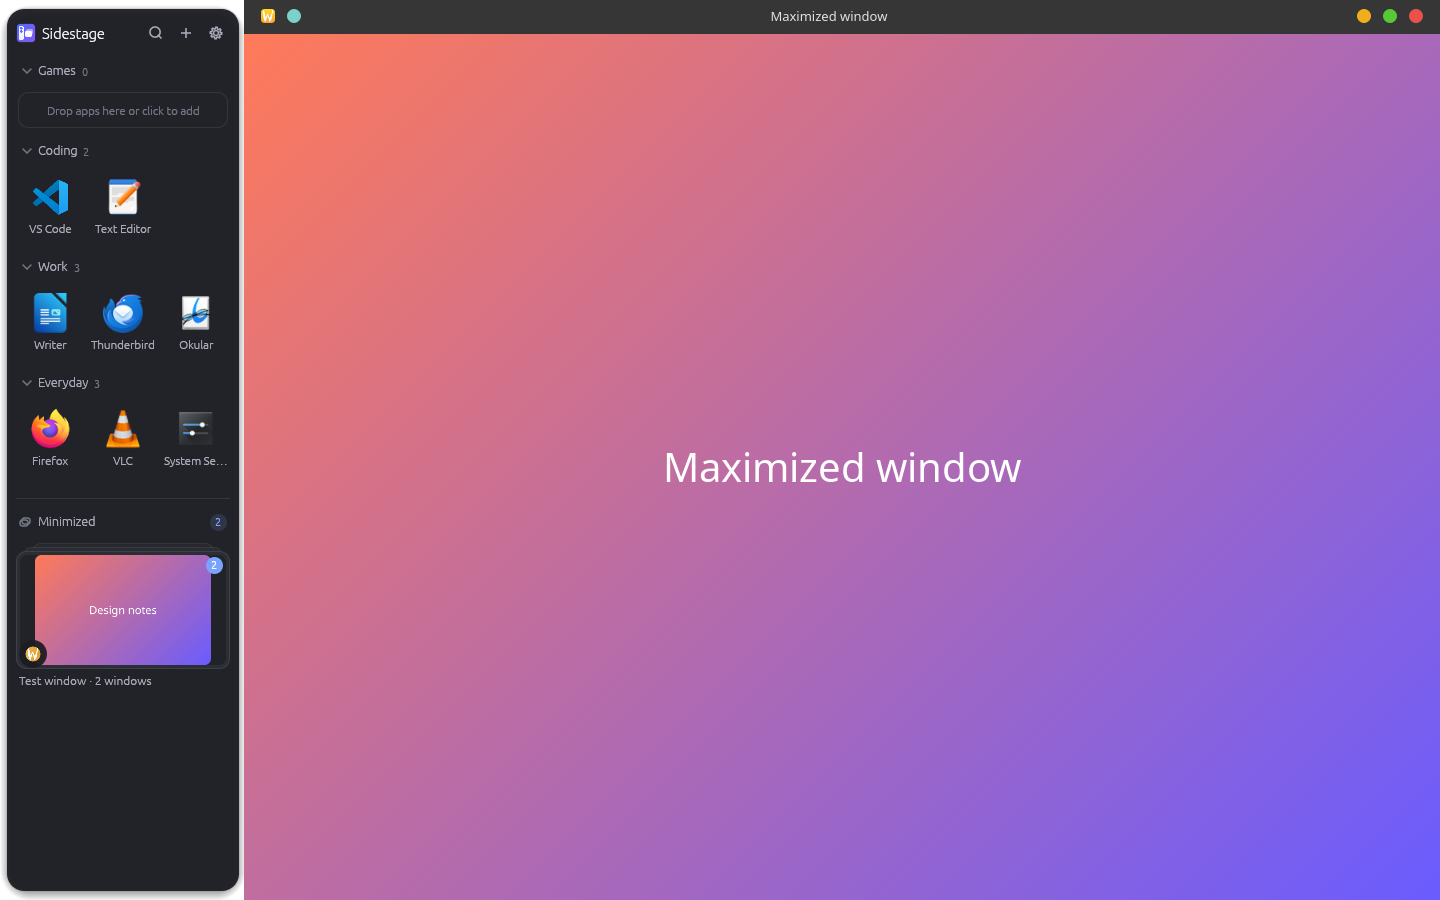 Sidestage
Games 0
Drop apps here or click to add
Coding 2
VS Code
Text Editor
Work 3
Writer
Thunderbird
Okular
Everyday 3
Firefox
VLC
System Se...
Minimized
2
2
Design notes
W
Test window · 2 windows
W
Maximized window
Maximized window